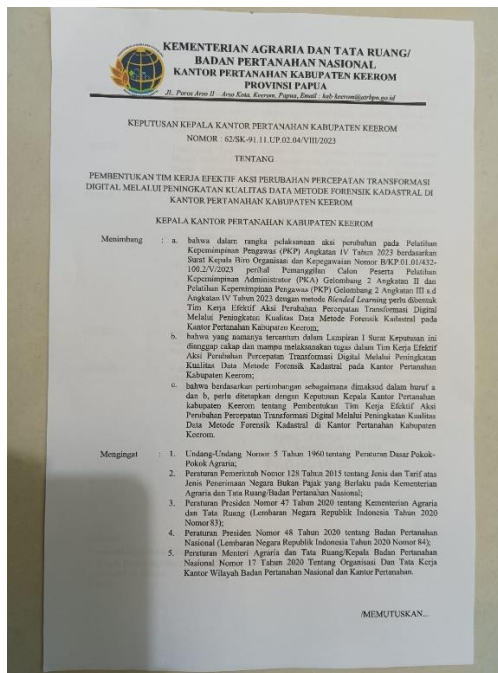 KEMENTERIAN AGRARIA DAN TATA RUANG/
BADAN PERTANAHAN NASIONAL
KANTOR PERTANAHAN KABUPATEN KEEROM
PROVINSI PAPUA
Jl. Poros Arso II – Arso Kota, Keerom, Papua, Email : kab-keerom@atrbpn.go.id
KEPUTUSAN KEPALA KANTOR PERTANAHAN KABUPATEN KEEROM
NOMOR : 62/SK-91.11.UP.02.04/VIII/2023
TENTANG
PEMBENTUKAN TIM KERJA EFEKTIF AKSI PERUBAHAN PERCEPATAN TRANSFORMASI
DIGITAL MELALUI PENINGKATAN KUALITAS DATA METODE FORENSIK KADASTRAL DI
KANTOR PERTANAHAN KABUPATEN KEEROM
KEPALA KANTOR PERTANAHAN KABUPATEN KEEROM
Menimbang : a. bahwa dalam rangka pelaksanaan aksi perubahan pada Pelatihan
Kepemimpinan Pengawas (PKP) Angkatan IV Tahun 2023 berdasarkan
Surat Kepala Biro Organisasi dan Kepegawaian Nomor B/KP.01.01/432-
100.2/V/2023 perihal Pemanggilan Calon Peserta Pelatihan
Kepemimpinan Administrator (PKA) Gelombang 2 Angkatan II dan
Pelatihan Kepemimpinan Pengawas (PKP) Gelombang 2 Angkatan III s.d
Angkatan IV Tahun 2023 dengan metode Blended Learning perlu dibentuk
Tim Kerja Efektif Aksi Perubahan Percepatan Transformasi Digital
Melalui Peningkatan Kualitas Data Metode Forensik Kadastral pada
Kantor Pertanahan Kabupaten Keerom;
b. bahwa yang namanya tercantum dalam Lampiran I Surat Keputusan ini
dianggap cakap dan mampu melaksanakan tugas dalam Tim Kerja Efektif
Aksi Perubahan Percepatan Transformasi Digital Melalui Peningkatan
Kualitas Data Metode Forensik Kadastral pada Kantor Pertanahan
Kabupaten Keerom;
c. bahwa berdasarkan pertimbangan sebagaimana dimaksud dalam huruf a
dan b, perlu ditetapkan dengan Keputusan Kepala Kantor Pertanahan
kabupaten Keerom tentang Pembentukan Tim Kerja Efektif Aksi
Perubahan Percepatan Transformasi Digital Melalui Peningkatan Kualitas
Data Metode Forensik Kadastral di Kantor Pertanahan Kabupaten
Keerom.
Mengingat : 1. Undang-Undang Nomor 5 Tahun 1960 tentang Peraturan Dasar Pokok-
Pokok Agraria;
2. Peraturan Pemerintah Nomor 128 Tahun 2015 tentang Jenis dan Tarif atas
Jenis Penerimaan Negara Bukan Pajak yang Berlaku pada Kementerian
Agraria dan Tata Ruang/Badan Pertanahan Nasional;
3. Peraturan Presiden Nomor 47 Tahun 2020 tentang Kementerian Agraria
dan Tata Ruang (Lembaran Negara Republik Indonesia Tahun 2020
Nomor 83);
4. Peraturan Presiden Nomor 48 Tahun 2020 tentang Badan Pertanahan
Nasional (Lembaran Negara Republik Indonesia Tahun 2020 Nomor 84);
5. Peraturan Menteri Agraria dan Tata Ruang/Kepala Badan Pertanahan
Nasional Nomor 17 Tahun 2020 Tentang Organisasi Dan Tata Kerja
Kantor Wilayah Badan Pertanahan Nasional dan Kantor Pertanahan.
/MEMUTUSKAN...